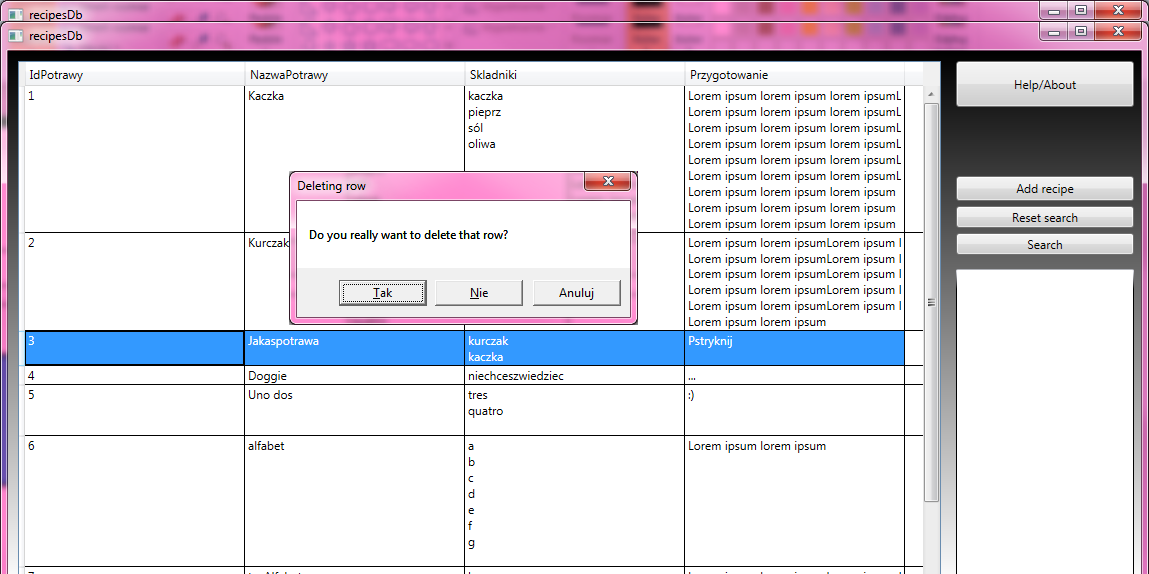 recipesDb
recipesDb
IdPotrawy NazwaPotrawy Skladniki Przygotowanie
Help/About
1 Kaczka kaczka Lorem ipsum lorem ipsum lorem ipsumL
pieprz Lorem ipsum lorem ipsum lorem ipsumL
sól Lorem ipsum lorem ipsum lorem ipsumL
oliwa Lorem ipsum lorem ipsum lorem ipsumL
Lorem ipsum lorem ipsum lorem ipsumL
Lorem ipsum lorem ipsum lorem ipsumL
Lorem ipsum lorem ipsum lorem ipsum
Lorem ipsum lorem ipsum lorem ipsum
Lorem ipsum lorem ipsum lorem ipsum
Add recipe
Reset search
Search
Deleting row
Do you really want to delete that row?
Tak Nie Anuluj
2 Kurczak Lorem ipsum lorem ipsumLorem ipsum l
Lorem ipsum lorem ipsumLorem ipsum l
Lorem ipsum lorem ipsumLorem ipsum l
Lorem ipsum lorem ipsumLorem ipsum l
Lorem ipsum lorem ipsumLorem ipsum l
Lorem ipsum lorem ipsum
3 Jakaspotrawa kurczak Pstryknij
kaczka
4 Doggie niechceszwiedziec ...
5 Uno dos tres :)
quatro
6 alfabet a Lorem ipsum lorem ipsum
b
c
d
e
f
g